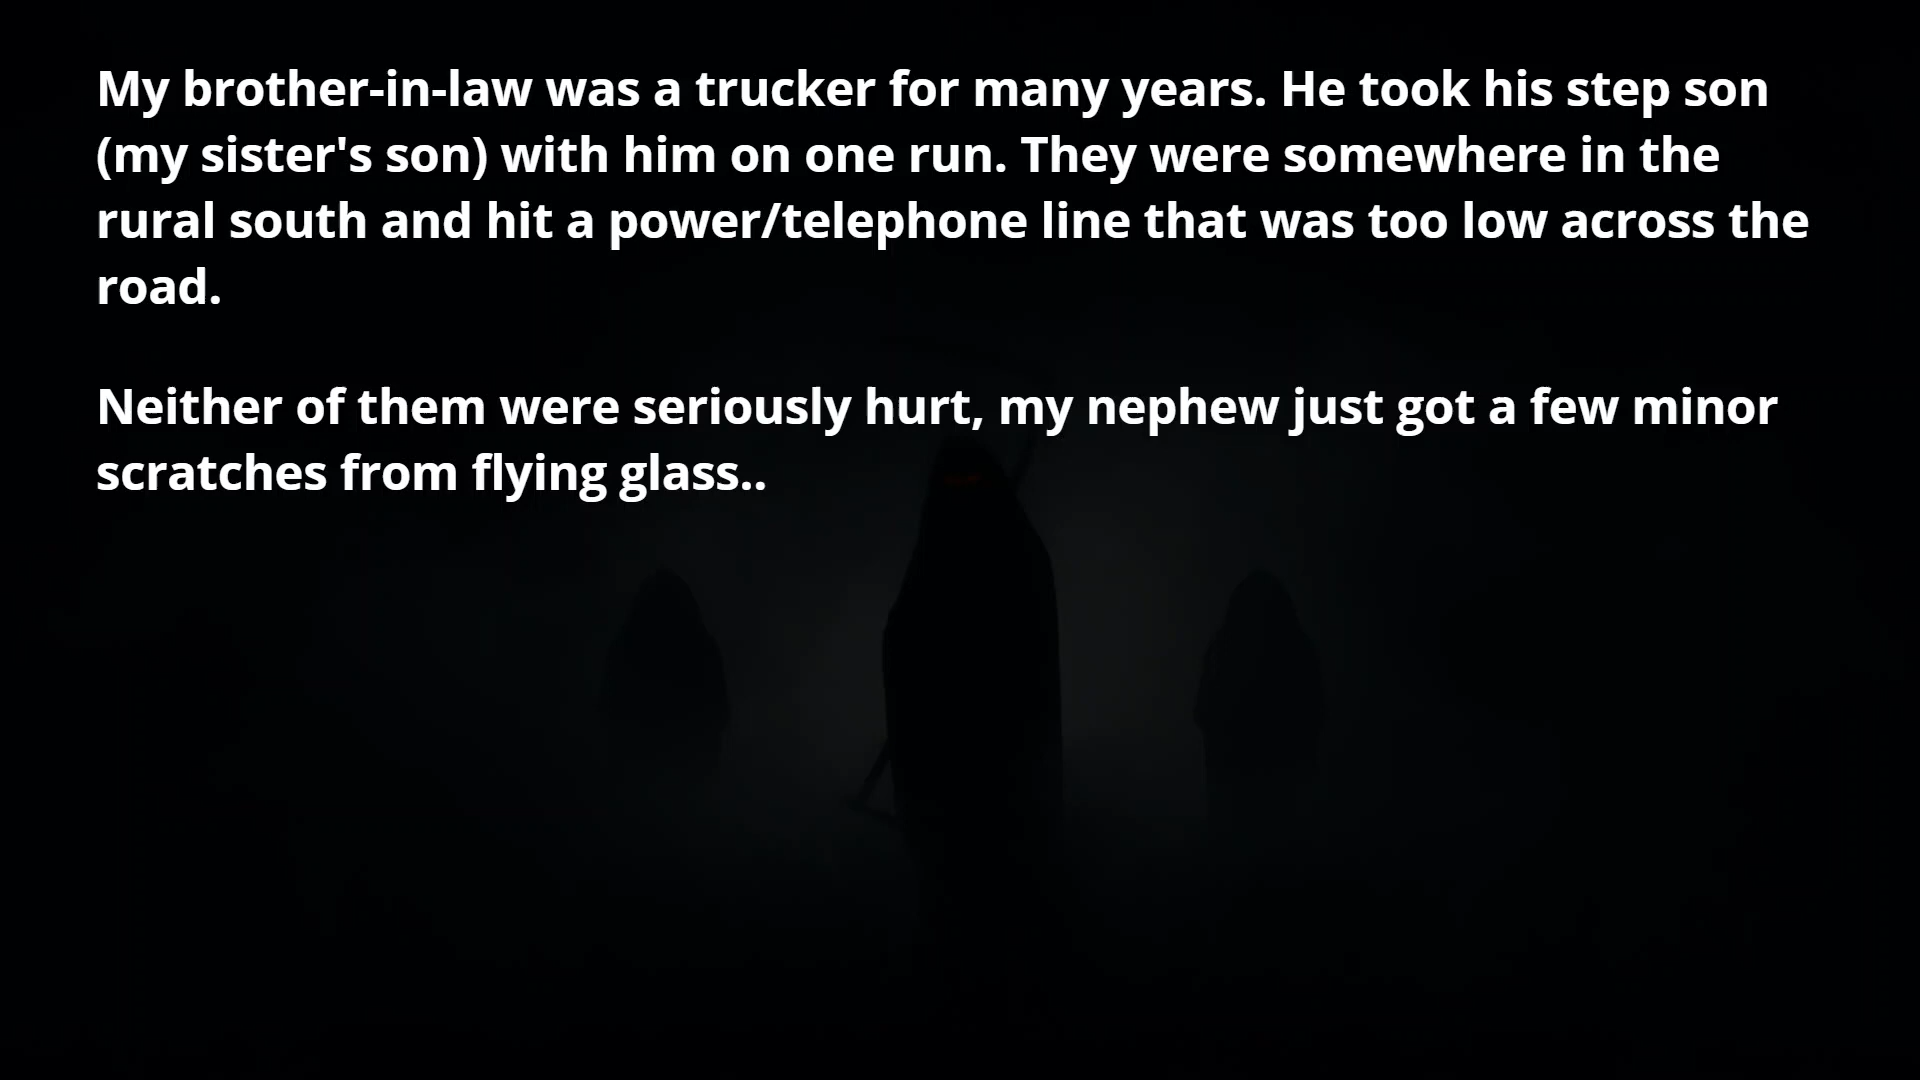 My brother-in-law was a trucker for many years. He took his step son
(my sister's son) with him on one run. They were somewhere in the
rural south and hit a power/telephone line that was too low across the
road.
Neither of them were seriously hurt, my nephew just got a few minor
scratches from flying glass..